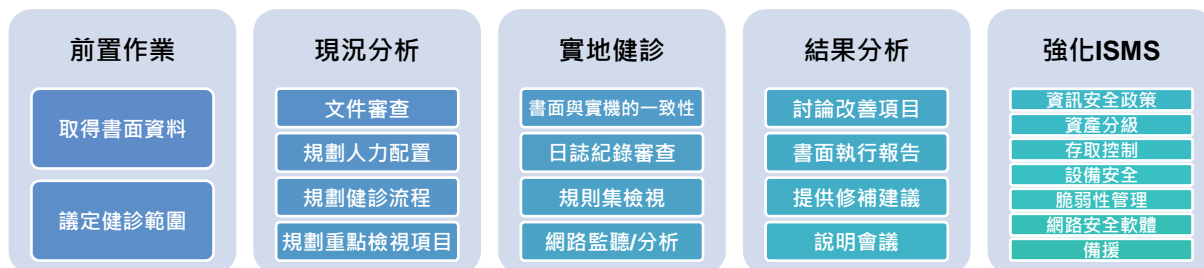 前置作業
取得書面資料
議定健診範圍
現況分析
文件審查
規劃人力配置
規劃健診流程
規劃重點檢視項目
實地健診
書面與實機的一致性
日誌紀錄審查
規則集檢視
網路監聽/分析
結果分析
討論改善項目
書面執行報告
提供修補建議
說明會議
強化ISMS
資訊安全政策
資產分級
存取控制
設備安全
脆弱性管理
網路安全軟體
備援